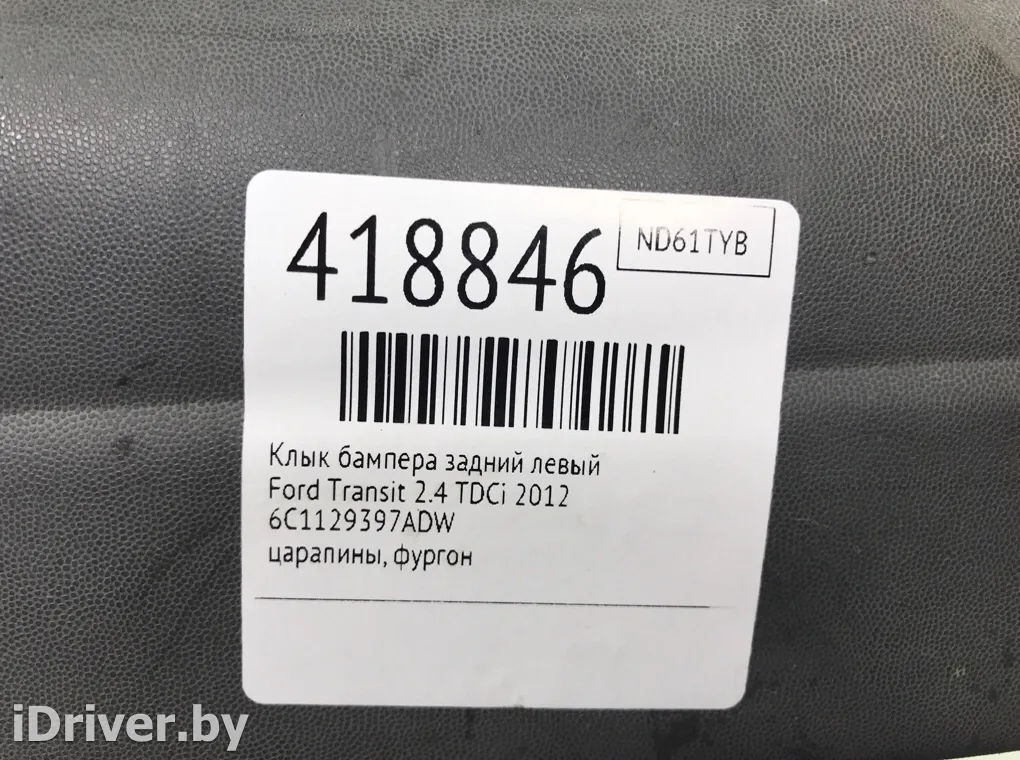 418846
ND61TYB
Клык бампера задний левый
Ford Transit 2.4 TDCi 2012
6C1129397ADW
царапины, фургон
iDriver.by